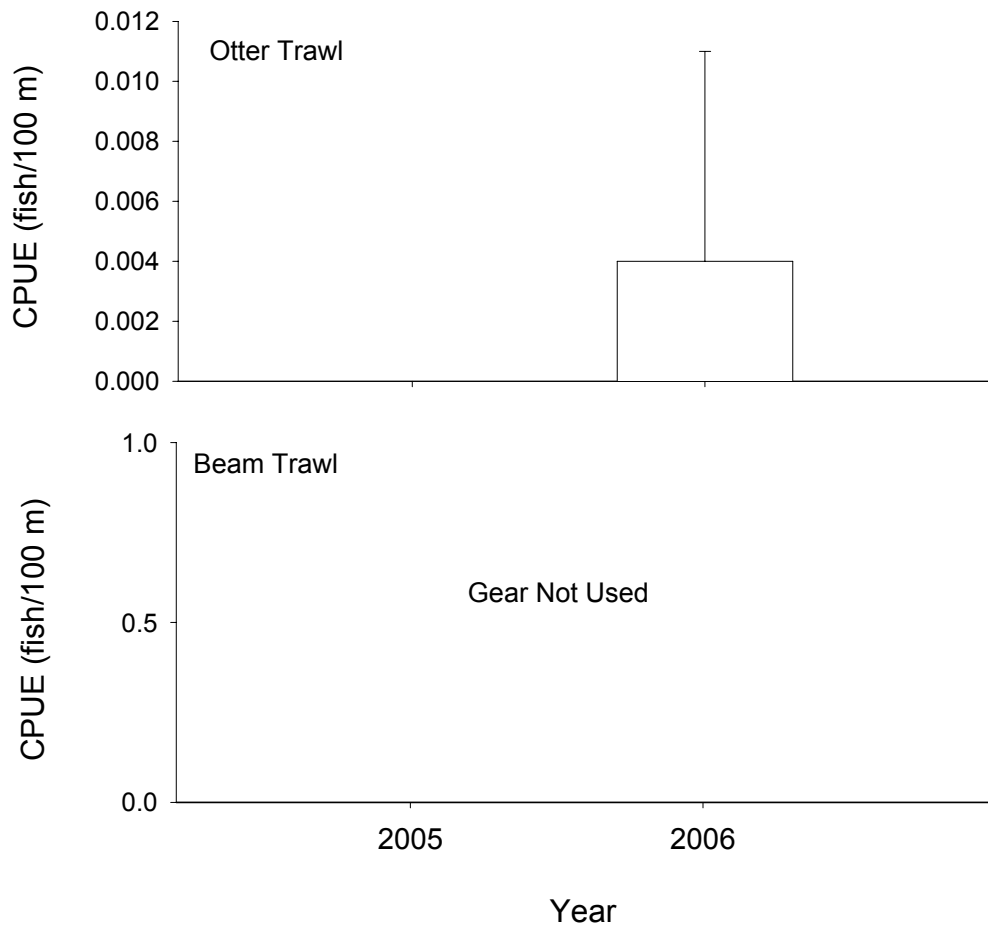 Otter Trawl
CPUE (fish/100 m)
0.012
0.010
0.008
0.006
0.004
0.002
0.000
Beam Trawl
CPUE (fish/100 m)
1.0
0.5
0.0
Gear Not Used
2005 2006
Year